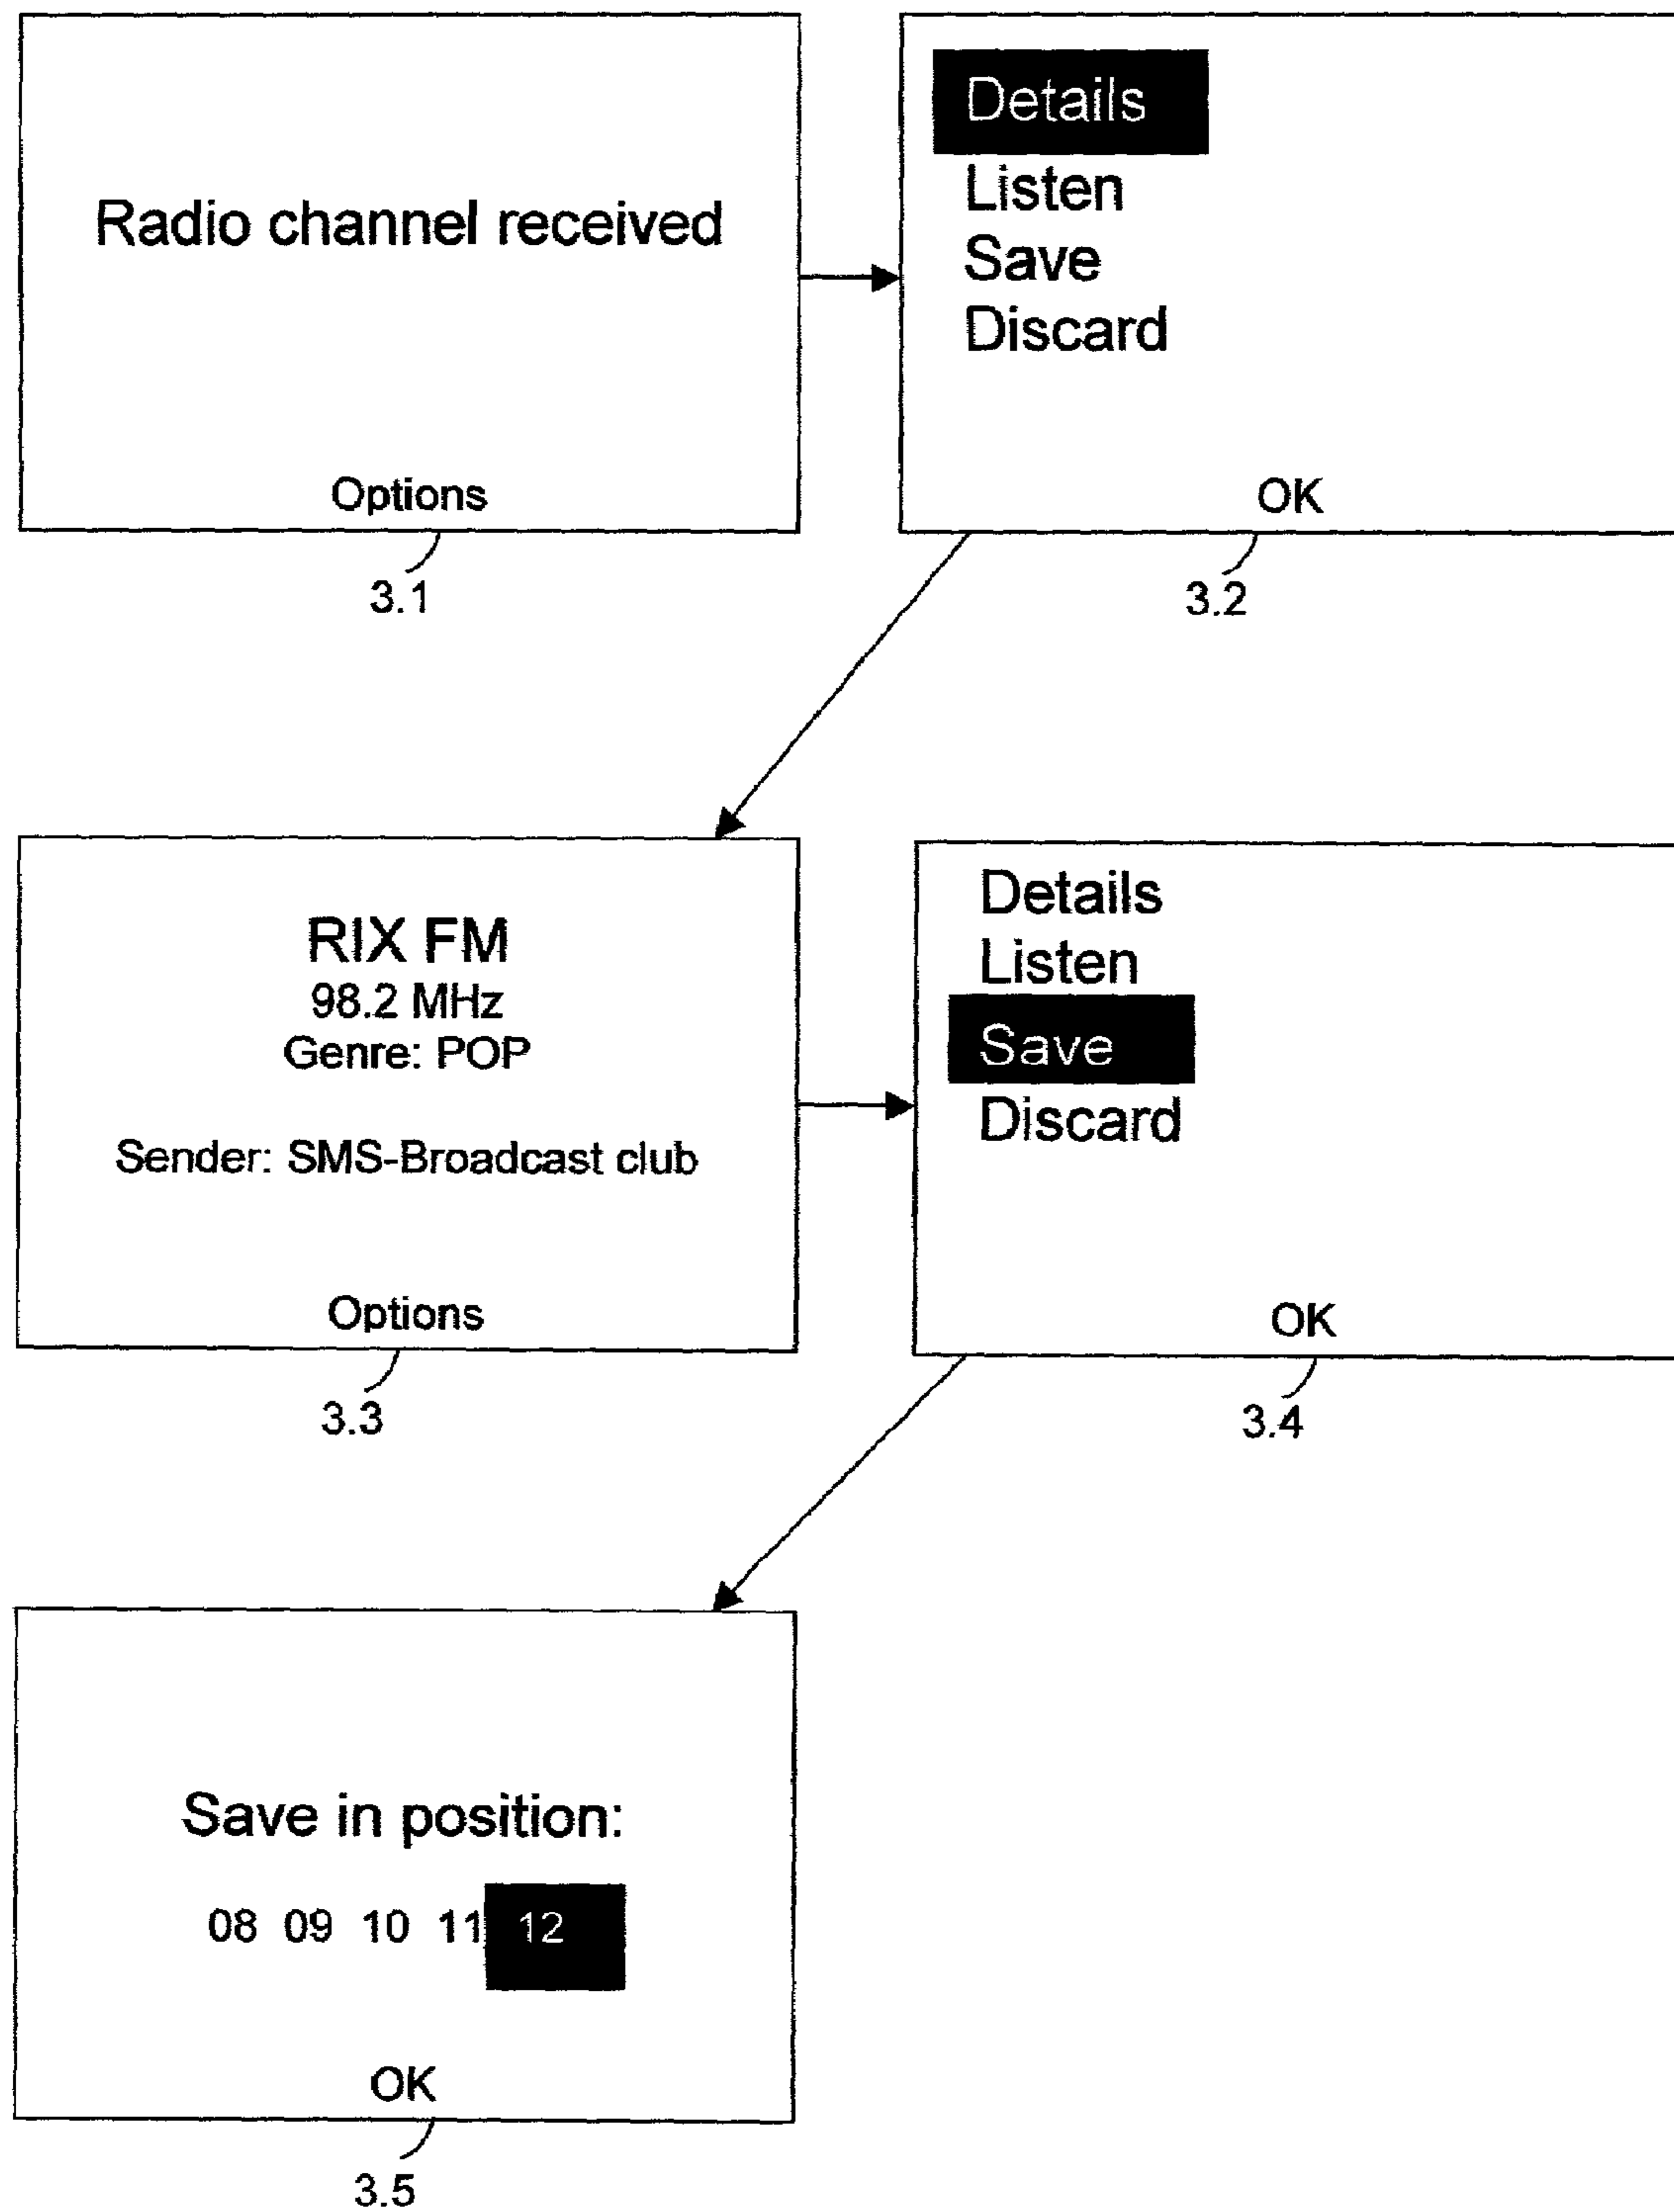 Radio channel received
Options
3.1
Details
Listen
Save
Discard
OK
3.2
RIX FM
98.2 MHz
Genre: POP
Sender: SMS-Broadcast club
Options
3.3
Details
Listen
Save
Discard
OK
3.4
Save in position:
08 09 10 11 12
OK
3.5